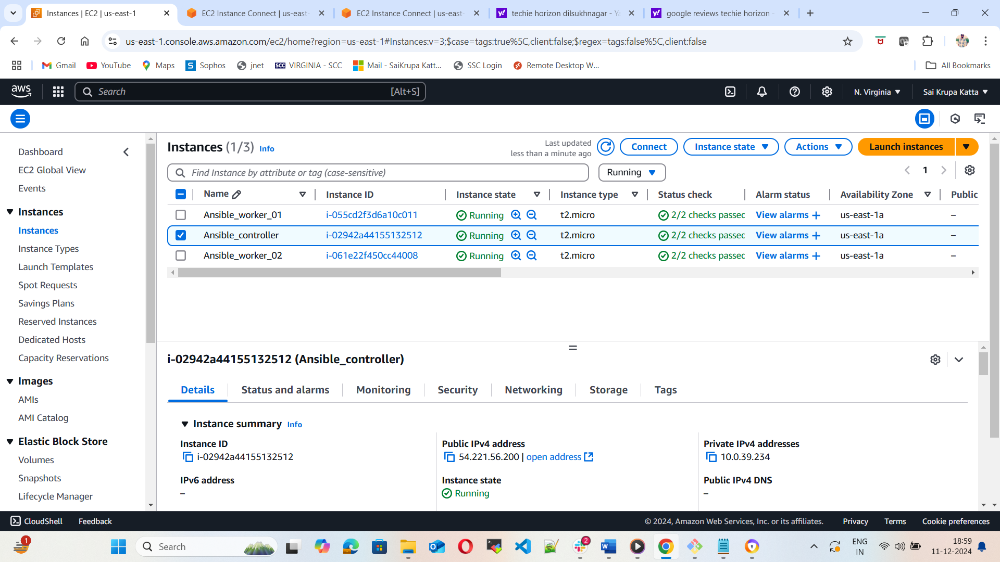 Instances | EC2 | us-east-1
EC2 Instance Connect | us-east-
EC2 Instance Connect | us-east-
techie horizon dilsukhnagar - Ya
google reviews techie horizon -
us-east-1.console.aws.amazon.com/ec2/home?region=us-east-1#Instances:v=3;$case=tags:true%5C,client:false;$regex=tags:false%5C,client:false
Gmail
YouTube
Maps
S Sophos
jnet
SCC VIRGINIA - SCC
Mail - SaiKrupa Katt...
SSC Login
Remote Desktop W...
All Bookmarks
aws
Search
[Alt+S]
N. Virginia
Sai Krupa Katta
Dashboard
EC2 Global View
Events
Instances
Instances
Instance Types
Launch Templates
Spot Requests
Savings Plans
Reserved Instances
Dedicated Hosts
Capacity Reservations
Images
AMIs
AMI Catalog
Elastic Block Store
Volumes
Snapshots
Lifecycle Manager
Instances (1/3) Info
Last updated
less than a minute ago
Connect
Instance state
Actions
Launch instances
Find Instance by attribute or tag (case-sensitive)
Running
1
Name Instance ID Instance state Instance type Status check Alarm status Availability Zone Public
Ansible_worker_01 i-055cd2f3d6a10c011 Running t2.micro 2/2 checks passec View alarms + us-east-1a –
Ansible_controller i-02942a44155132512 Running t2.micro 2/2 checks passec View alarms + us-east-1a –
Ansible_worker_02 i-061e22f450cc44008 Running t2.micro 2/2 checks passec View alarms + us-east-1a –
i-02942a44155132512 (Ansible_controller)
Details
Status and alarms
Monitoring
Security
Networking
Storage
Tags
Instance summary Info
Instance ID
i-02942a44155132512
Public IPv4 address
54.221.56.200 | open address
Private IPv4 addresses
10.0.39.234
IPv6 address
–
Instance state
Running
Public IPv4 DNS
–
CloudShell
Feedback
© 2024, Amazon Web Services, Inc. or its affiliates.
Privacy
Terms
Cookie preferences
1
Search
2
ENG
IN
18:59
11-12-2024